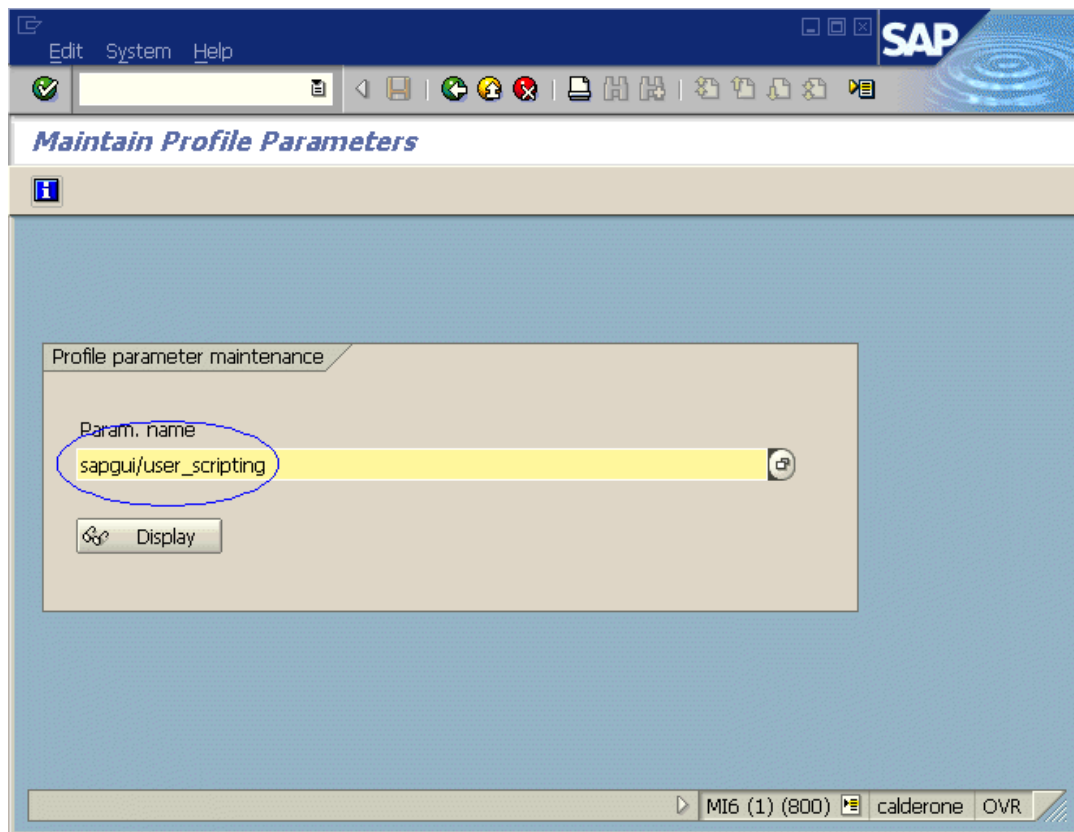 Edit System Help
SAP
Maintain Profile Parameters
Profile parameter maintenance
Param. name
sapgui/user_scripting
Display
MI6 (1) (800) calderone OVR